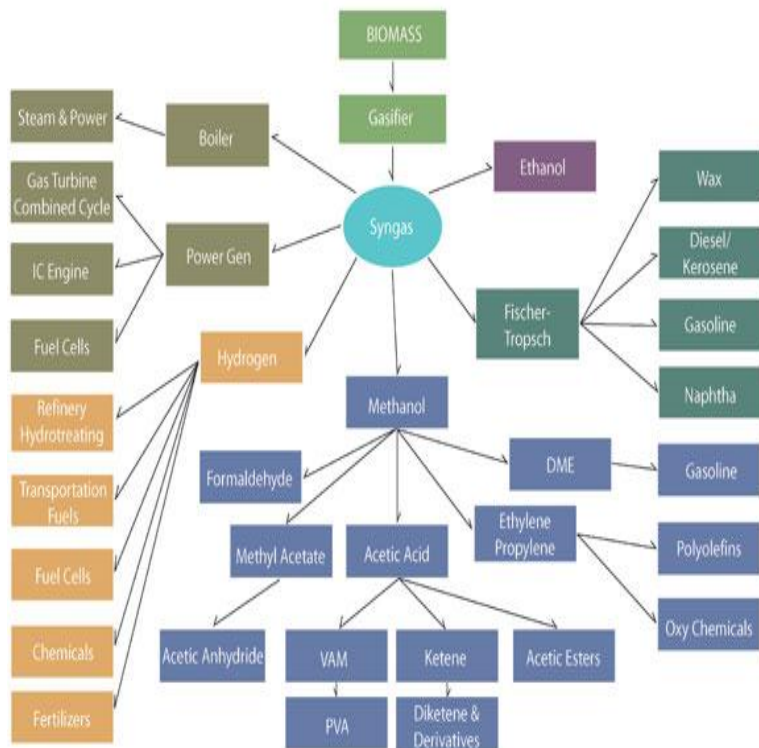 BIOMASS
Gasifier
Syngas
Ethanol
Boiler
Steam & Power
Power Gen
Gas Turbine
Combined Cycle
IC Engine
Fuel Cells
Hydrogen
Refinery
Hydrotreating
Transportation
Fuels
Fuel Cells
Chemicals
Fertilizers
Fischer-
Tropsch
Wax
Diesel/
Kerosene
Gasoline
Naphtha
Methanol
Formaldehyde
Methyl Acetate
Acetic Acid
Ethylene
Propylene
DME
Gasoline
Polyolefins
Oxy Chemicals
Acetic Anhydride
VAM
Ketene
Acetic Esters
PVA
Diketene &
Derivatives